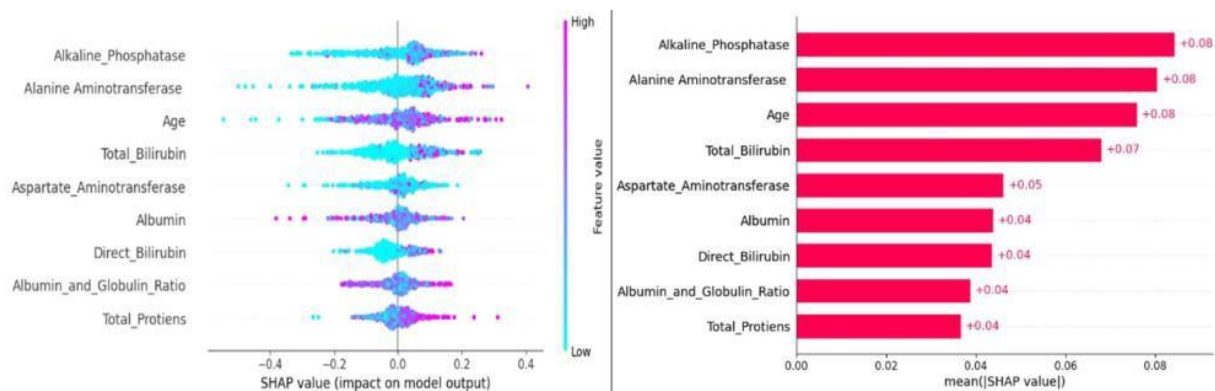 High
Alkaline_Phosphatase
Alanine Aminotransferase
Age
Total_Bilirubin
Aspartate_Aminotransferase
Albumin
Direct_Bilirubin
Albumin_and_Globulin_Ratio
Total_Protiens
Feature value
Low
−0.4 −0.2 0.0 0.2 0.4
SHAP value (impact on model output)
Alkaline_Phosphatase +0.08
Alanine Aminotransferase +0.08
Age +0.08
Total_Bilirubin +0.07
Aspartate_Aminotransferase +0.05
Albumin +0.04
Direct_Bilirubin +0.04
Albumin_and_Globulin_Ratio +0.04
Total_Protiens +0.04
0.00 0.02 0.04 0.06 0.08
mean(|SHAP value|)